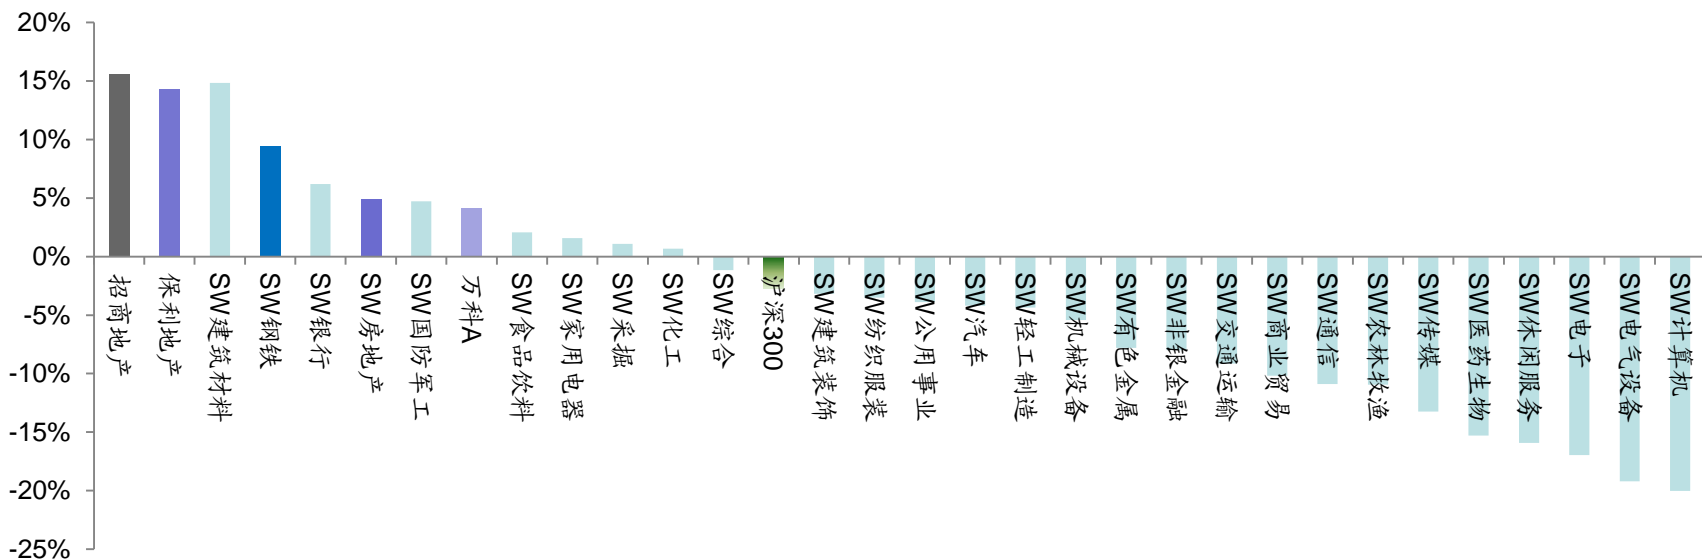 20%
15%
10%
5%
0%
-5%
-10%
-15%
-20%
-25%
招商地产
保利地产
SW建筑材料
SW钢铁
SW银行
SW房地产
SW国防军工
万科A
SW食品饮料
SW家用电器
SW采掘
SW化工
SW综合
沪深300
SW建筑装饰
SW纺织服装
SW公用事业
SW汽车
SW轻工制造
SW机械设备
SW有色金属
SW非银金融
SW交通运输
SW商业贸易
SW通信
SW农林牧渔
SW传媒
SW医药生物
SW休闲服务
SW电子
SW电气设备
SW计算机